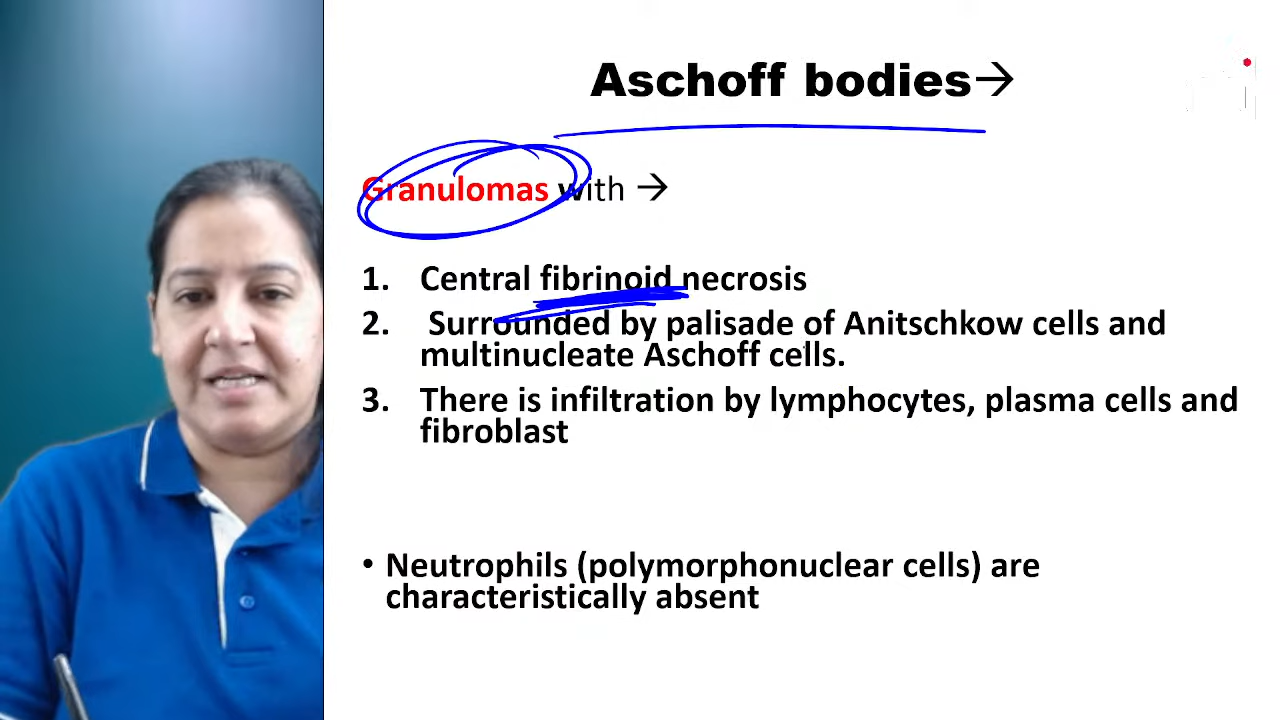 Aschoff bodies→
Granulomas with →
1. Central fibrinoid necrosis
2. Surrounded by palisade of Anitschkow cells and
multinucleate Aschoff cells.
3. There is infiltration by lymphocytes, plasma cells and
fibroblast
• Neutrophils (polymorphonuclear cells) are
characteristically absent